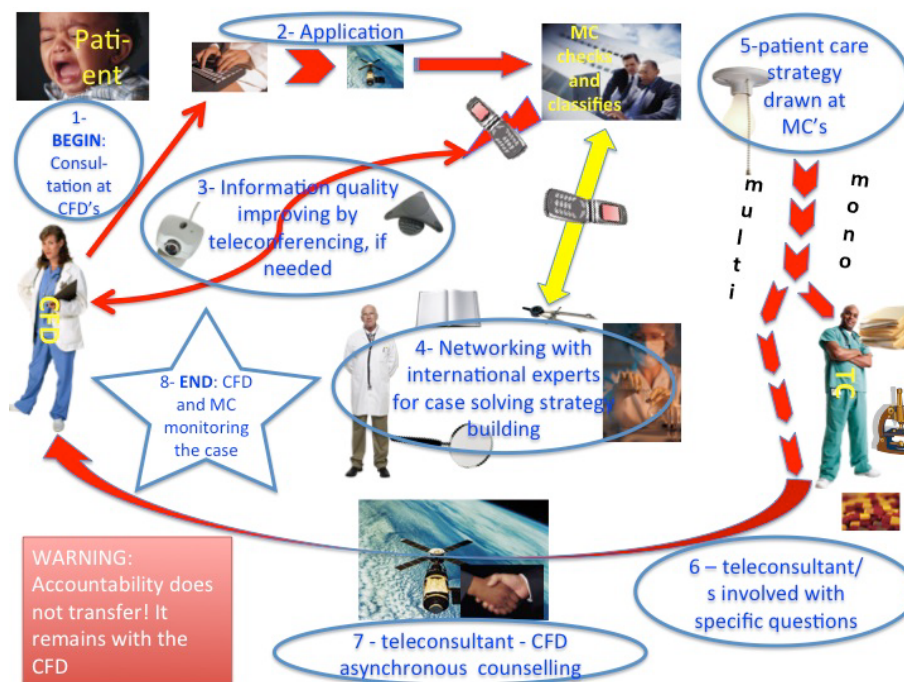 Pati-
ent
1-
BEGIN:
Consul-
tation at
CFD's
2- Application
MC
checks
and
classifies
3- Information quality
improving by
teleconferencing, if
needed
4- Networking with
international experts
for case solving strategy
building
5-patient care
strategy
drawn at
MC's
multi
mono
CFD
TC
6 – teleconsultant/
s involved with
specific questions
7 - teleconsultant - CFD
asynchronous counselling
8- END: CFD
and MC
monitoring
the case
WARNING:
Accountability does
not transfer! It
remains with the
CFD